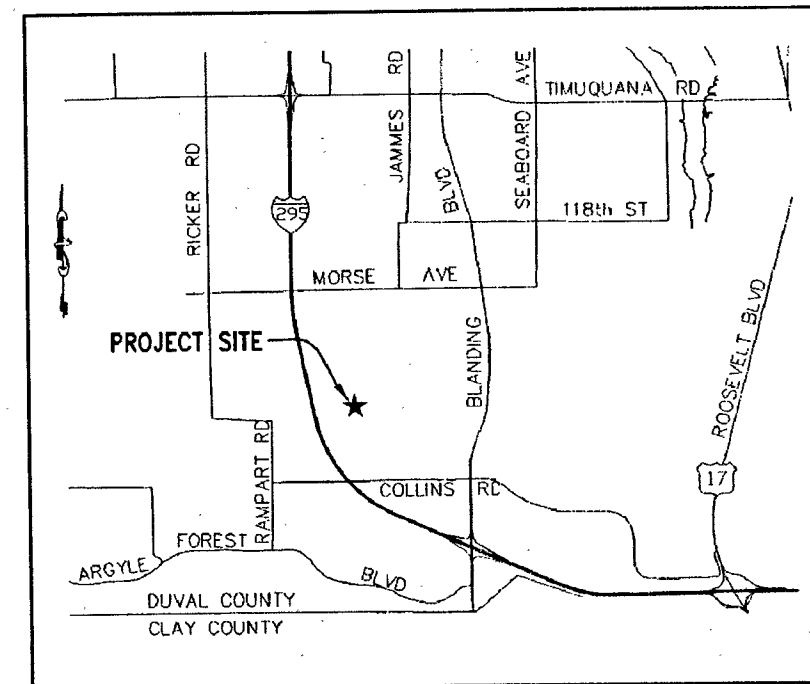 TIMUQUANA RD
RICKER RD
JAMMES RD
BLVD
SEABOARD AVE
295
118th ST
MORSE AVE
PROJECT SITE
BLANDING
ROOSEVELT BLVD
17
RAMPART RD
COLLINS RD
FOREST
ARGYLE
BLVD
DUVAL COUNTY
CLAY COUNTY